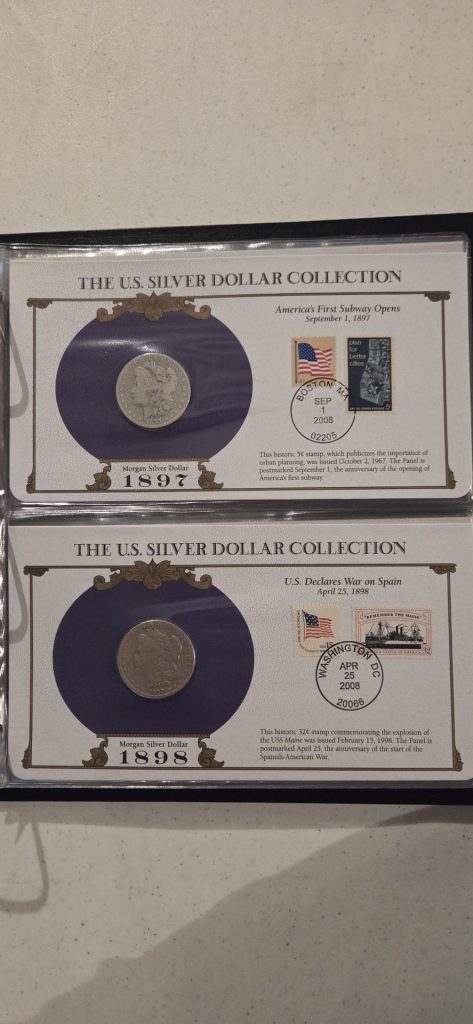 THE U.S. SILVER DOLLAR COLLECTION
America's First Subway Opens
September 1, 1897
plan
for better
cities
BOSTON MA
SEP
1
2008
02205
This historic 5¢ stamp, which publicizes the importance of
urban planning, was issued October 2, 1967. The Panel is
postmarked September 1, the anniversary of the opening of
America's first subway.
Morgan Silver Dollar
1897
THE U.S. SILVER DOLLAR COLLECTION
U.S. Declares War on Spain
April 25, 1898
"REMEMBER THE MAINE"
WASHINGTON DC
APR
25
2008
20066
This historic 32¢ stamp commemorating the explosion of
the USS Maine was issued February 15, 1998. The Panel is
postmarked April 25, the anniversary of the start of the
Spanish-American War.
Morgan Silver Dollar
1898